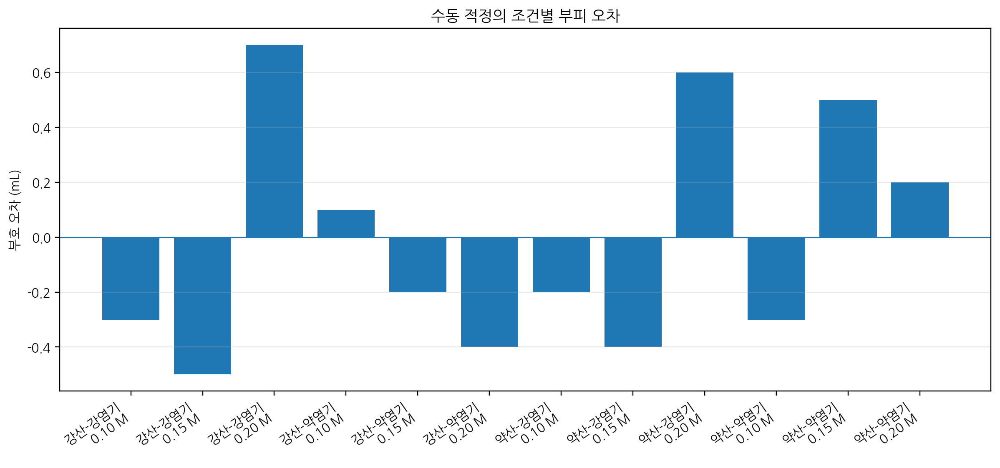 수동 적정의 조건별 부피 오차
부호 오차 (mL)
0.6
0.4
0.2
0.0
-0.2
-0.4
강산-강염기
0.10 M
강산-강염기
0.15 M
강산-강염기
0.20 M
강산-약염기
0.10 M
강산-약염기
0.15 M
강산-약염기
0.20 M
약산-강염기
0.10 M
약산-강염기
0.15 M
약산-강염기
0.20 M
약산-약염기
0.10 M
약산-약염기
0.15 M
약산-약염기
0.20 M